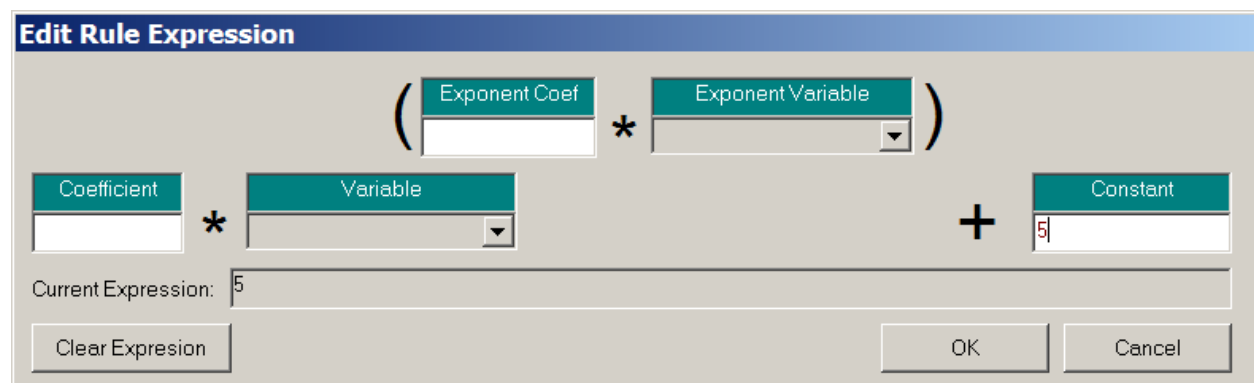 Edit Rule Expression
Exponent Coef Exponent Variable
( * )
Coefficient Variable Constant
* + 5
Current Expression: 5
Clear Expresion OK Cancel